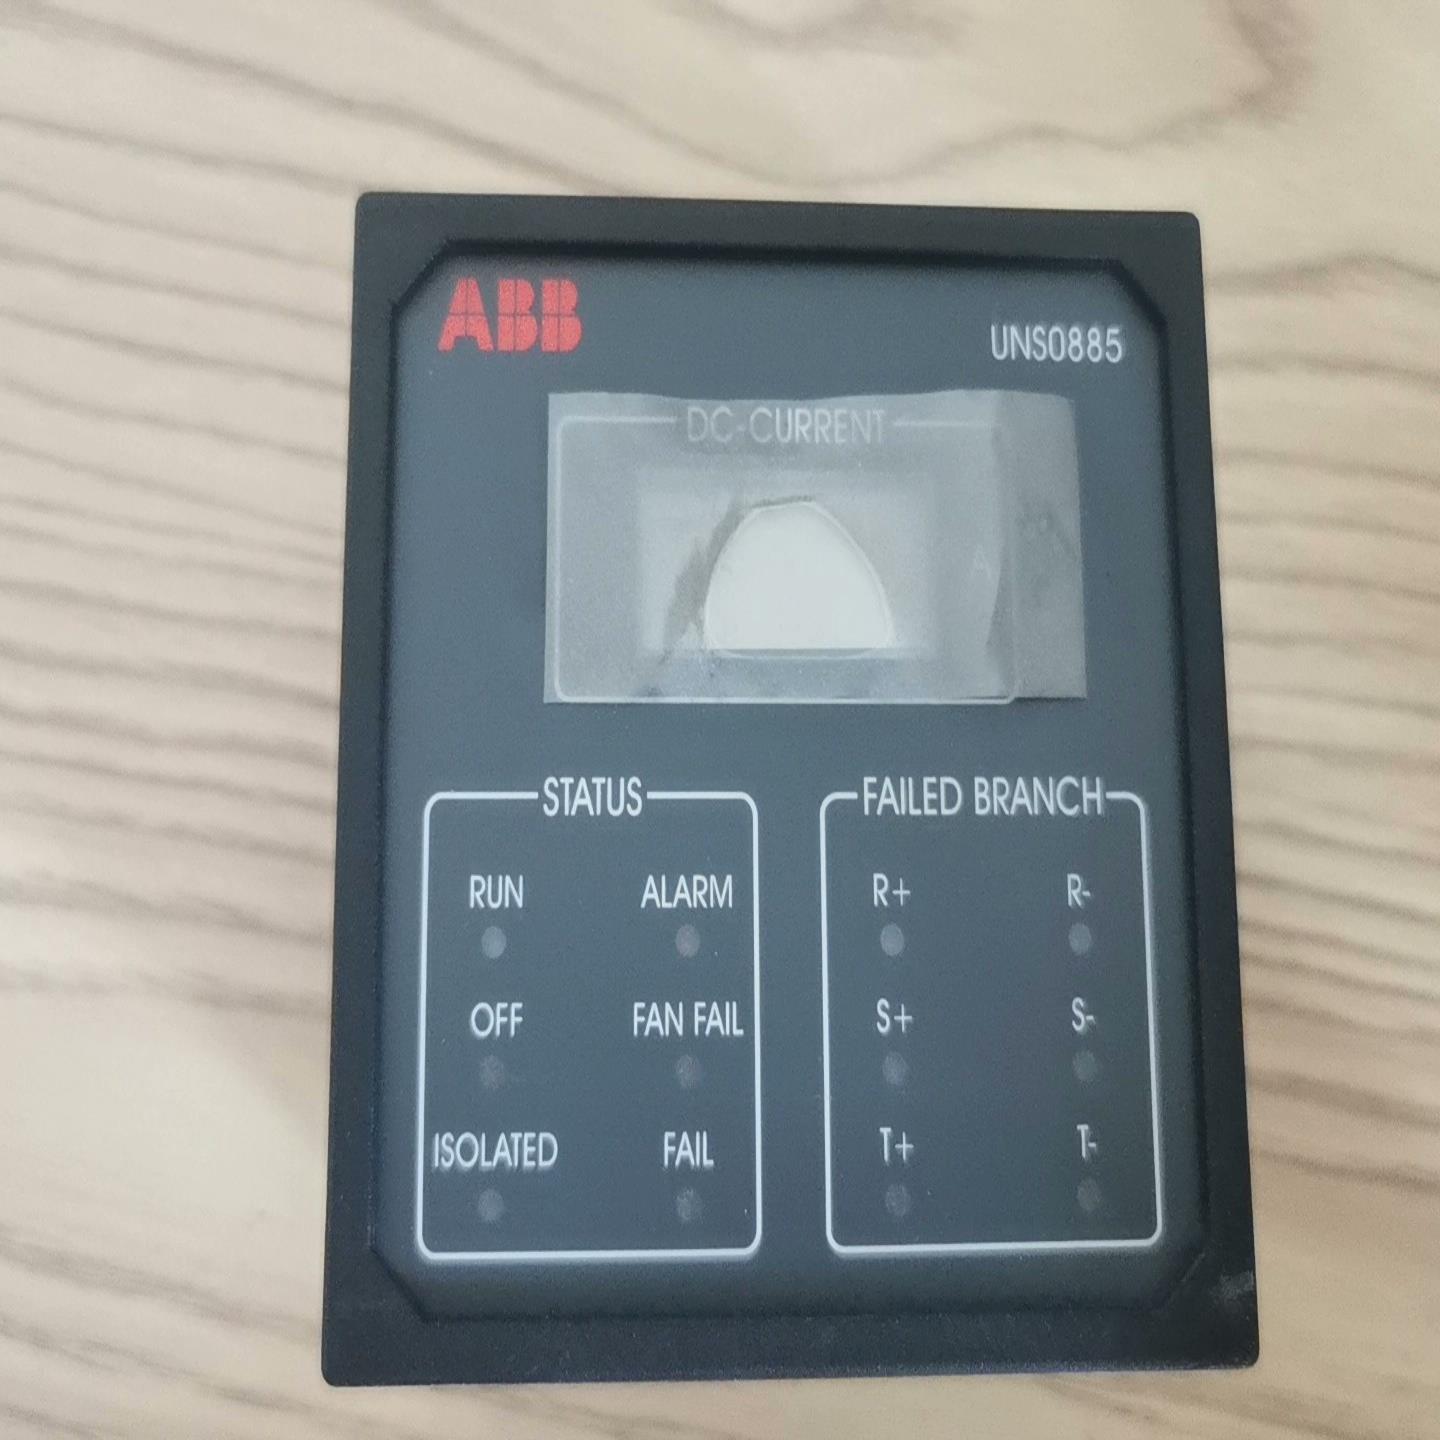 ABB
UNS0885
DC-CURRENT
A
STATUS
RUN ALARM
OFF FAN FAIL
ISOLATED FAIL
FAILED BRANCH
R+ R-
S+ S-
T+ T-